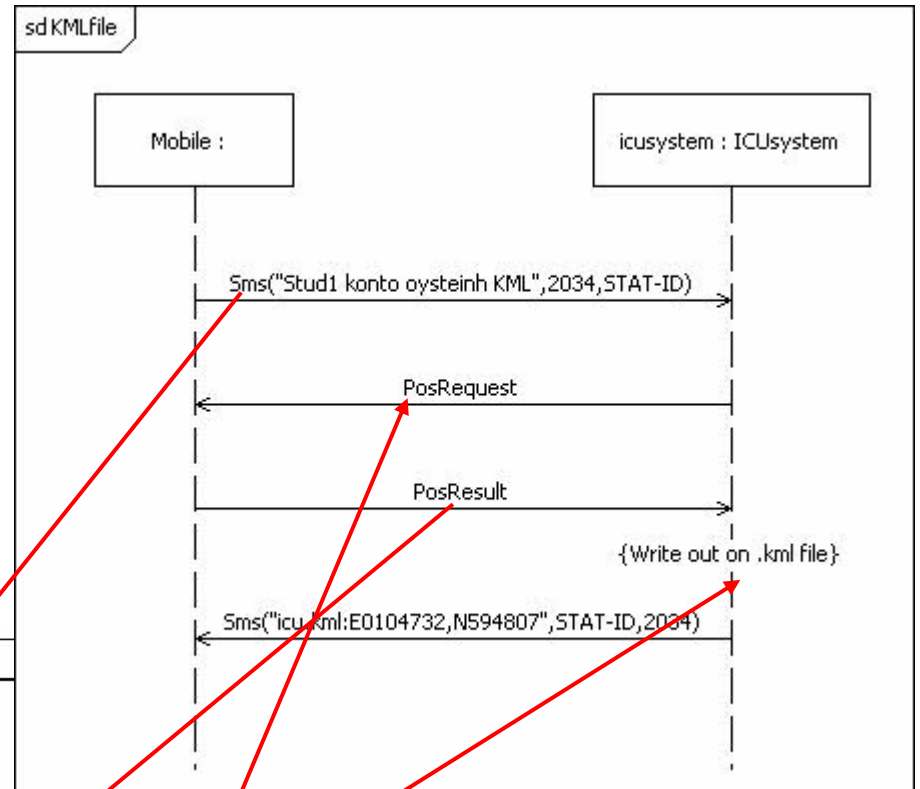 sd KMLfile
Mobile :
icusystem : ICUsystem
Sms("Stud1 konto oysteinh KML",2034,STAT-ID)
PosRequest
PosResult
{Write out on .kml file}
Sms("icu.kml:E0104732,N594807",STAT-ID,2034)